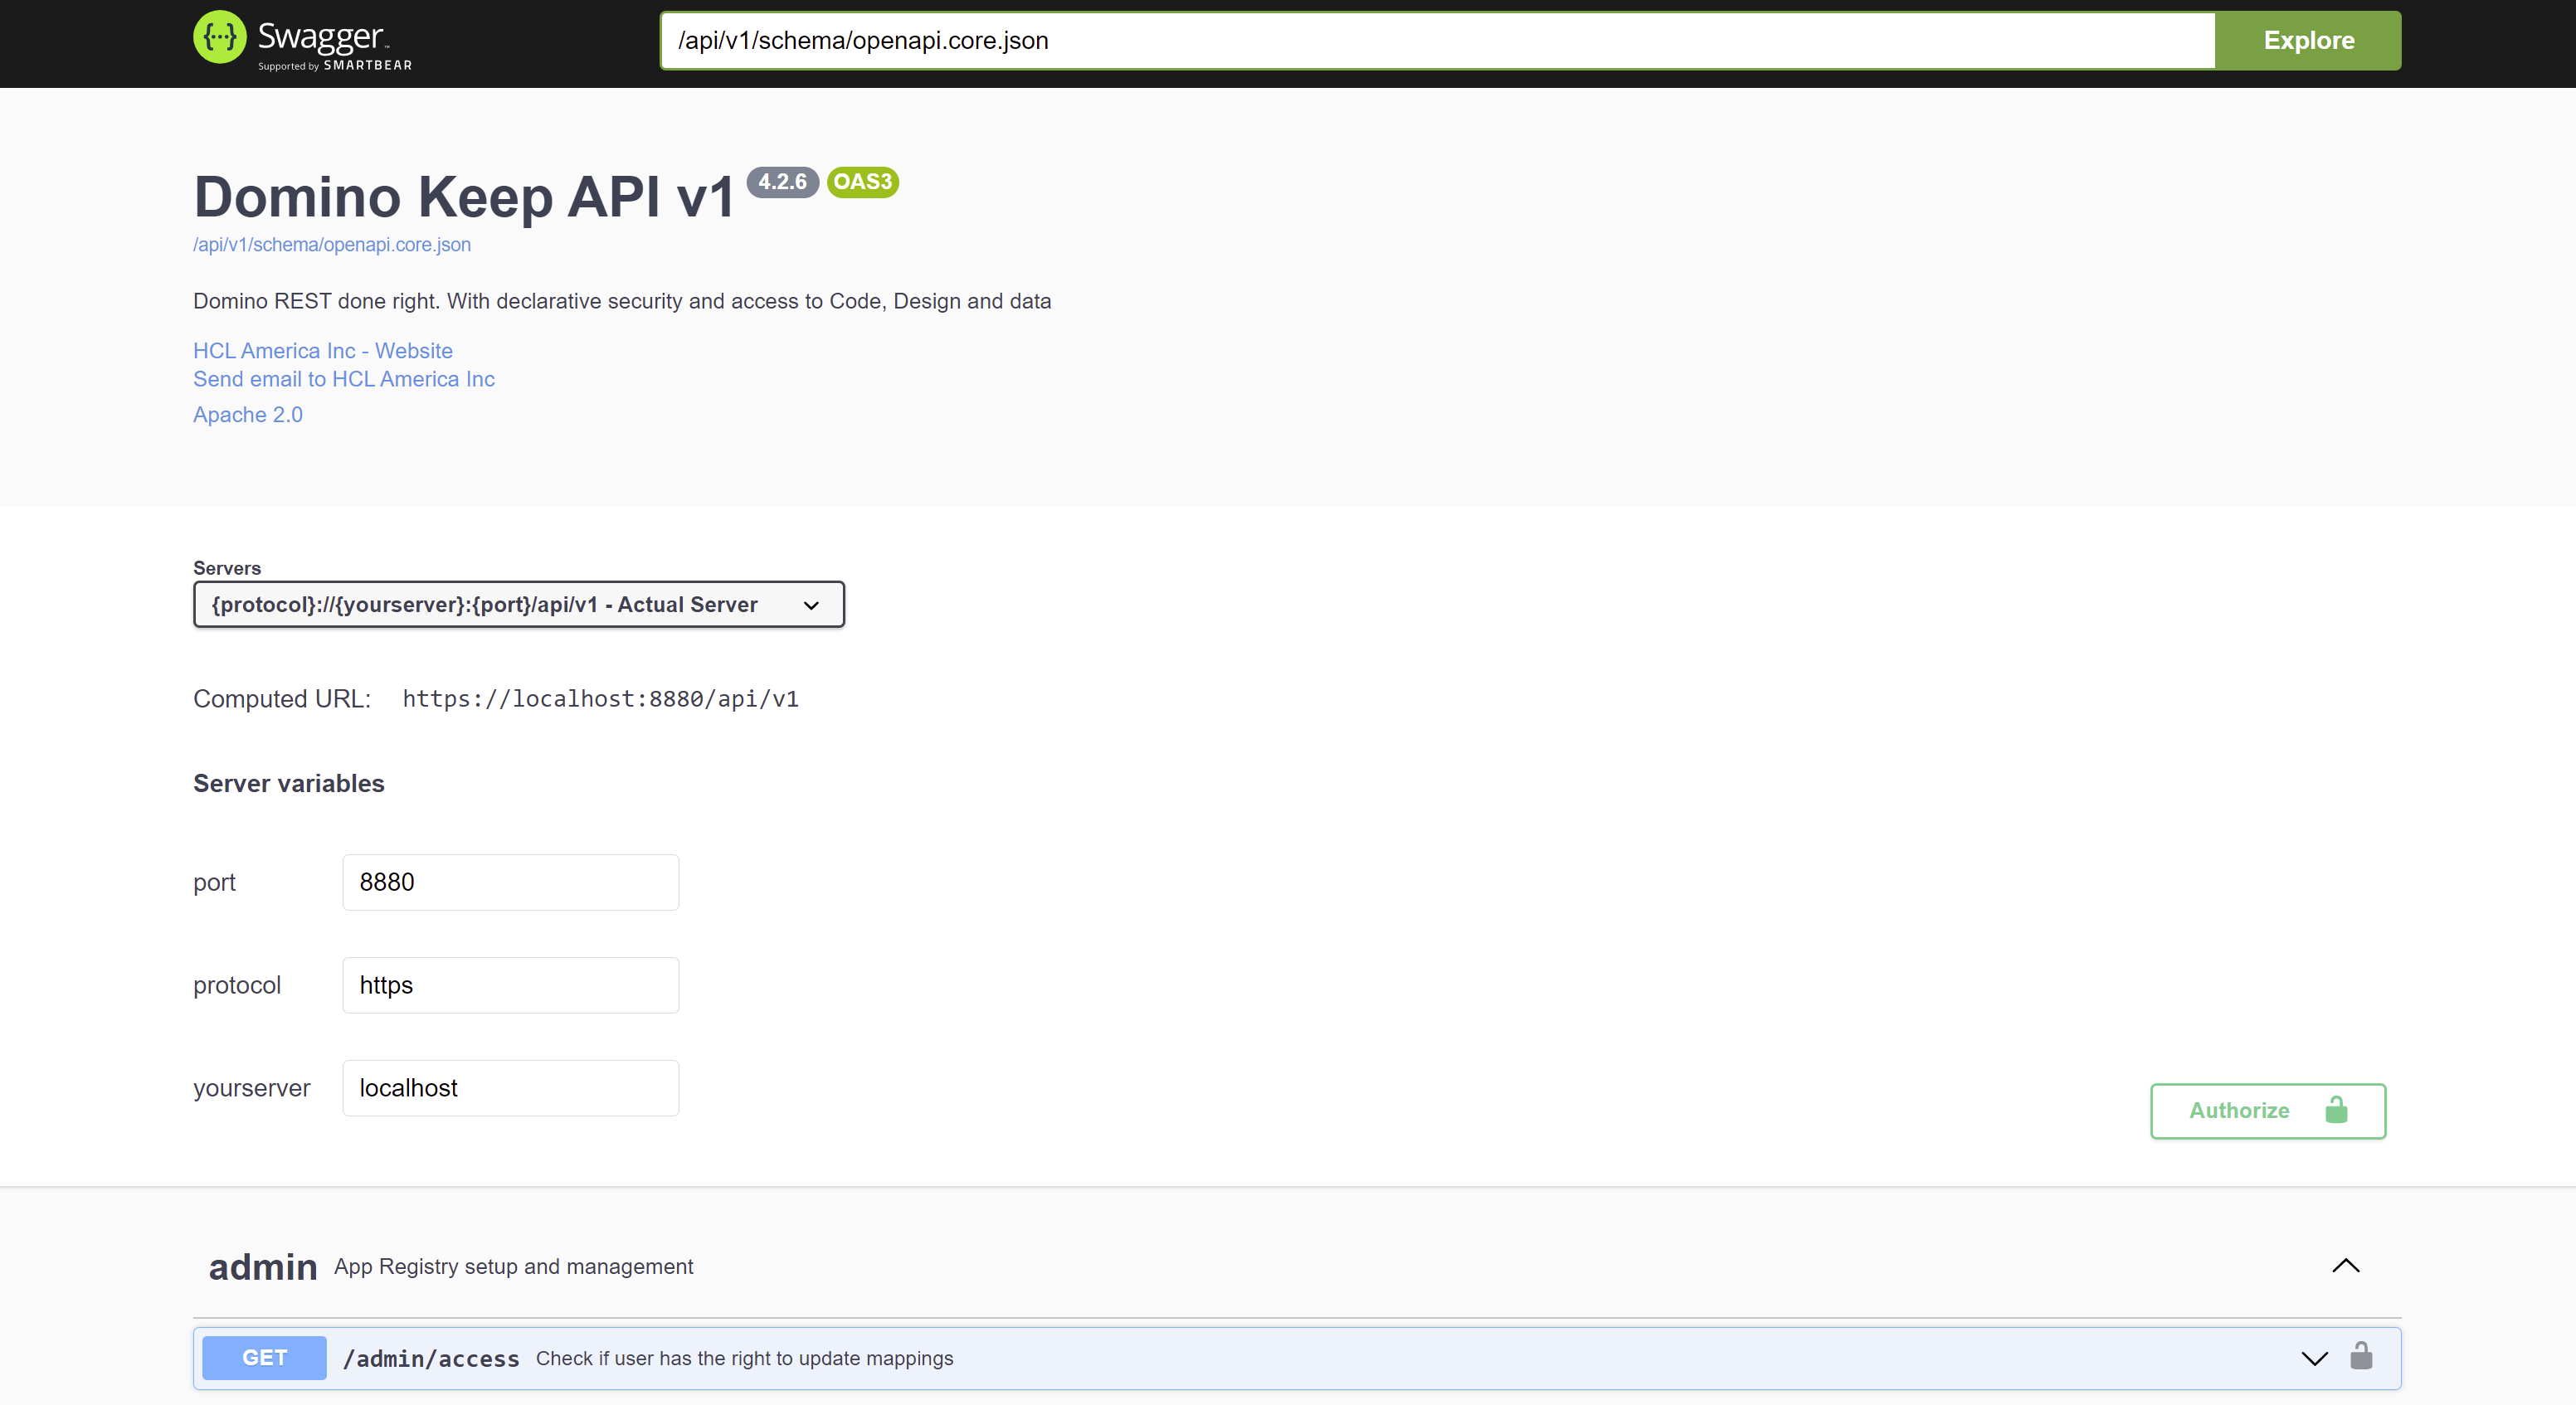 Swagger™
Supported by SMARTBEAR
/api/v1/schema/openapi.core.json
Explore
Domino Keep API v1 4.2.6 OAS3
/api/v1/schema/openapi.core.json
Domino REST done right. With declarative security and access to Code, Design and data
HCL America Inc - Website
Send email to HCL America Inc
Apache 2.0
Servers
{protocol}://{yourserver}:{port}/api/v1 - Actual Server
Computed URL: https://localhost:8880/api/v1
Server variables
port 8880
protocol https
yourserver localhost
Authorize
admin App Registry setup and management
GET /admin/access Check if user has the right to update mappings